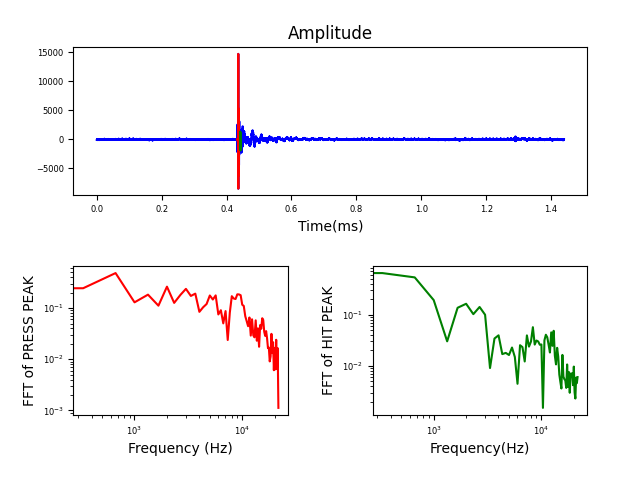 Amplitude
15000
10000
5000
0
−5000
0.0 0.2 0.4 0.6 0.8 1.0 1.2 1.4
Time(ms)
FFT of PRESS PEAK
10⁻¹
10⁻²
10⁻³
10³ 10⁴
Frequency (Hz)
FFT of HIT PEAK
10⁻¹
10⁻²
10³ 10⁴
Frequency(Hz)